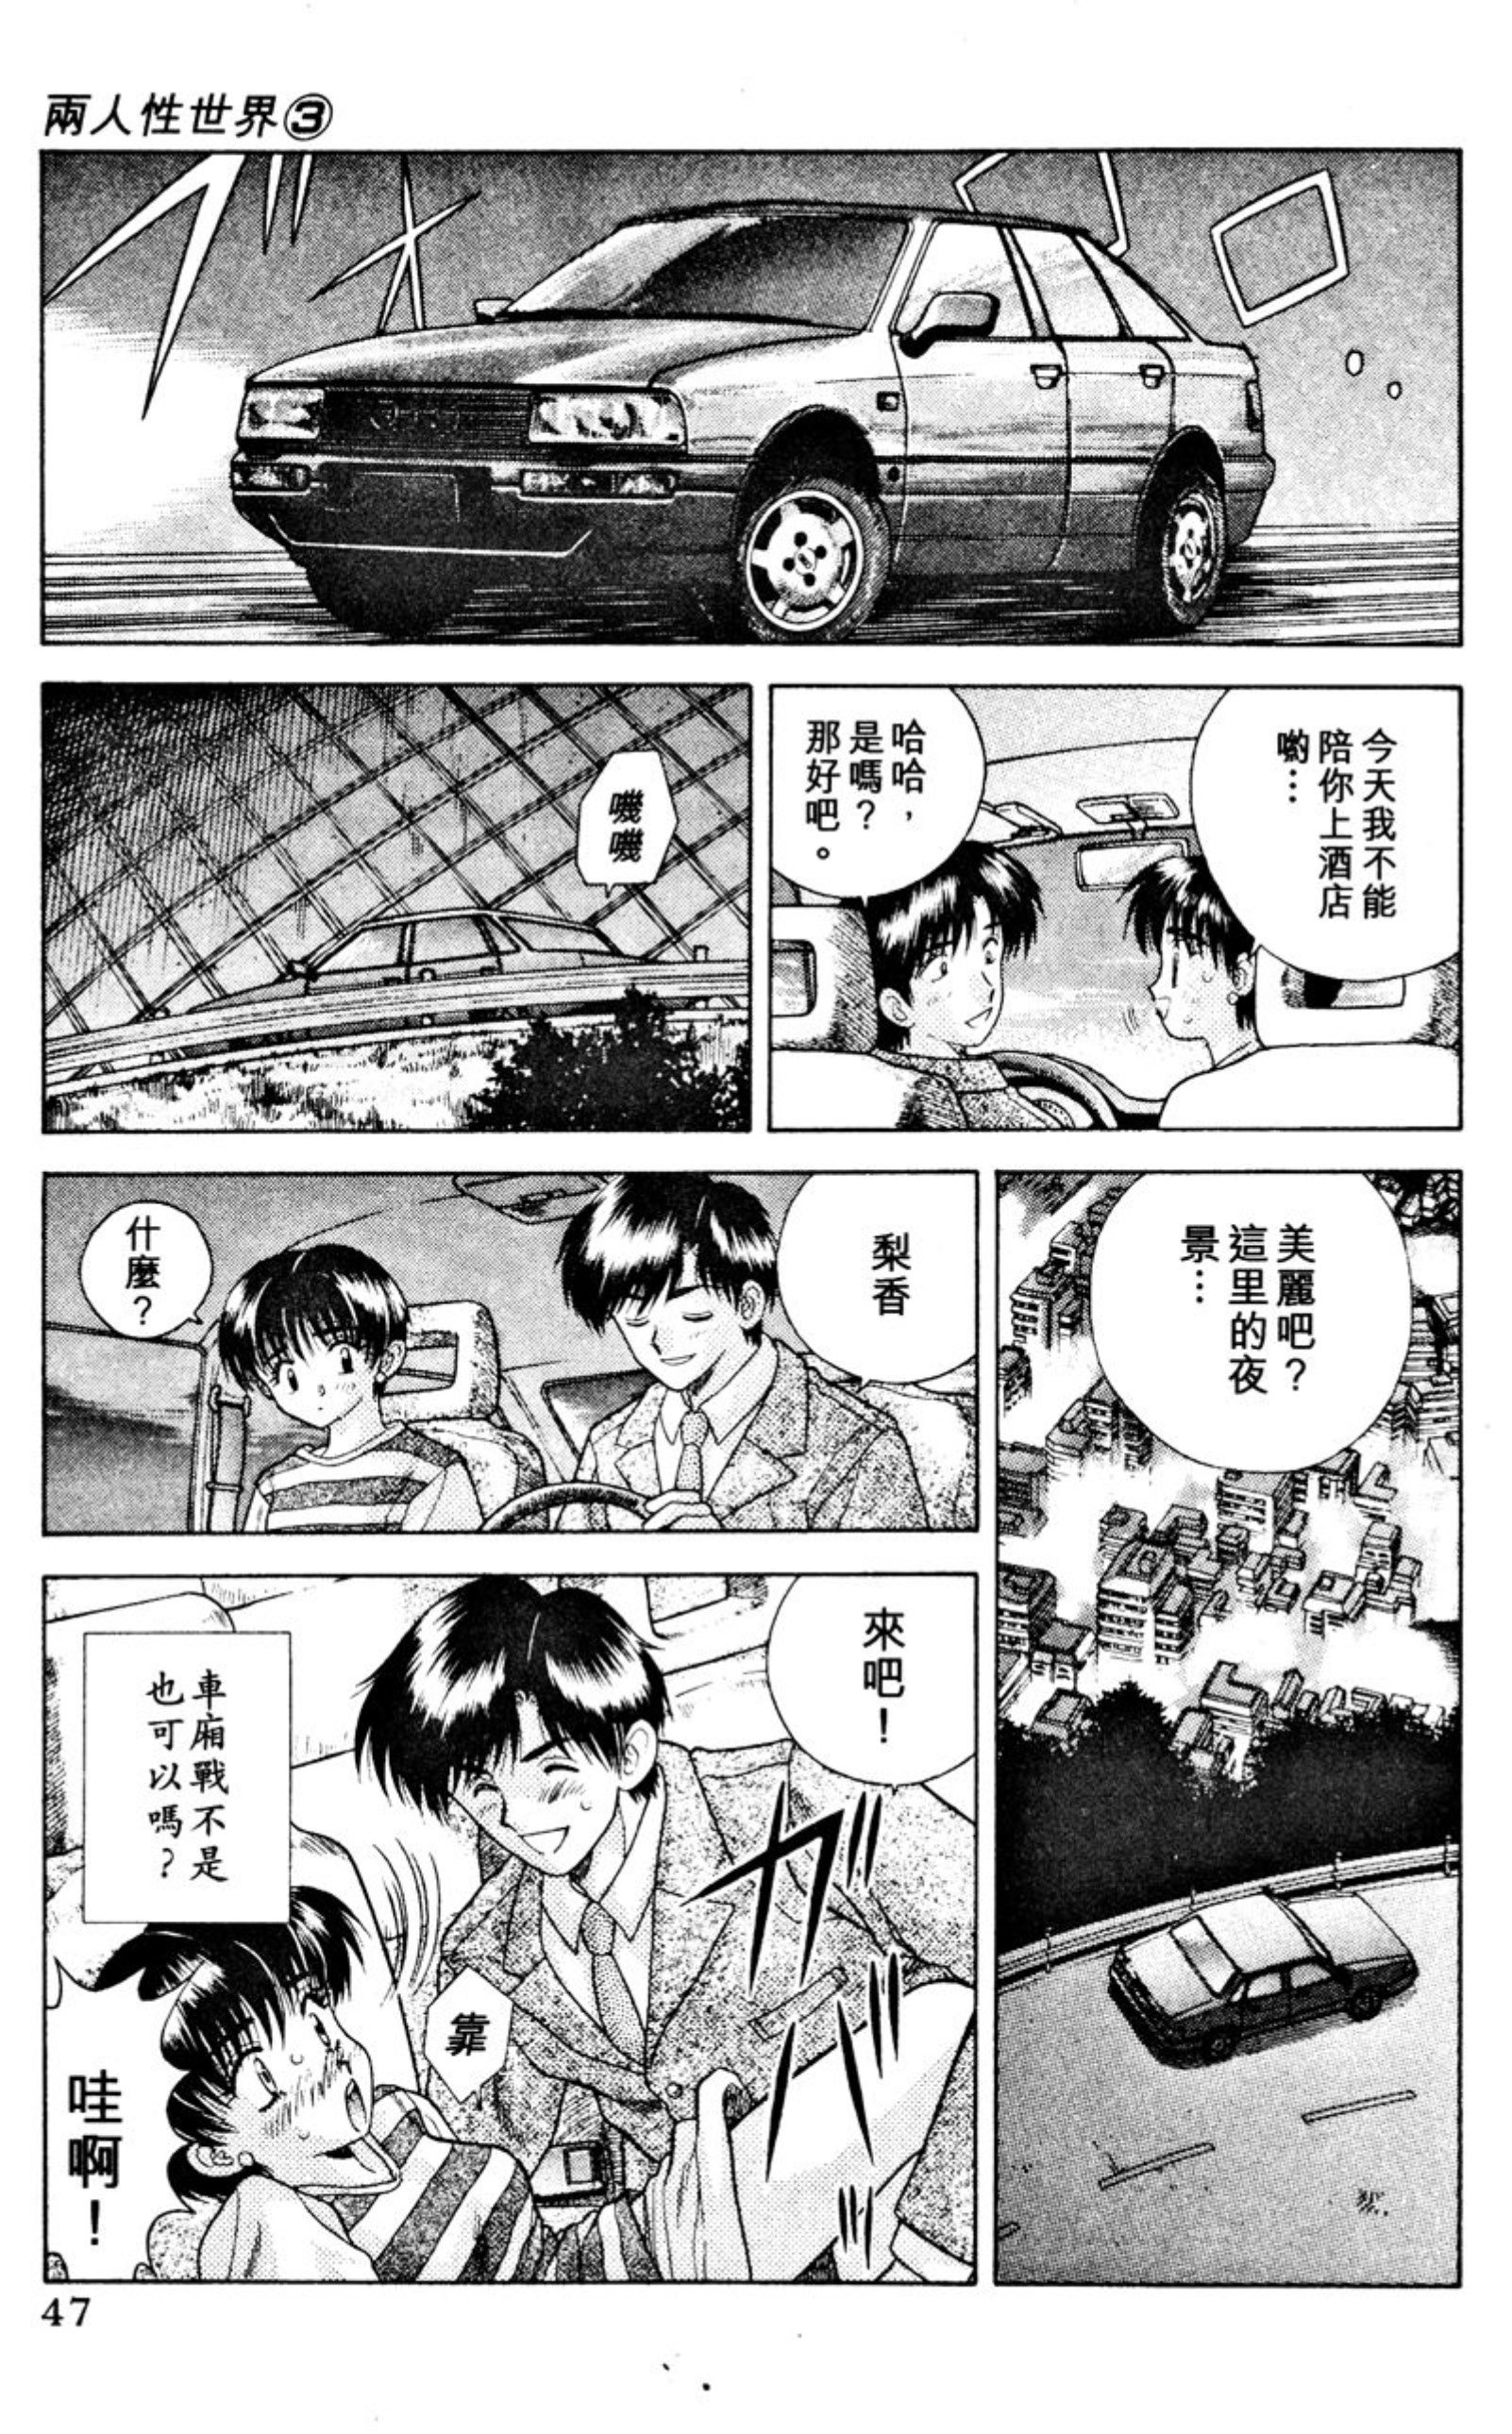 兩人性世界③
今天我不能
陪你上酒店
喲…
哈哈，
是嗎？
那好吧。
嘰嘰
美麗吧？
這里的夜
景…
梨香
什麼？
來吧！
ガ
車廂戰不是
也可以嗎？
靠
哇啊！
47